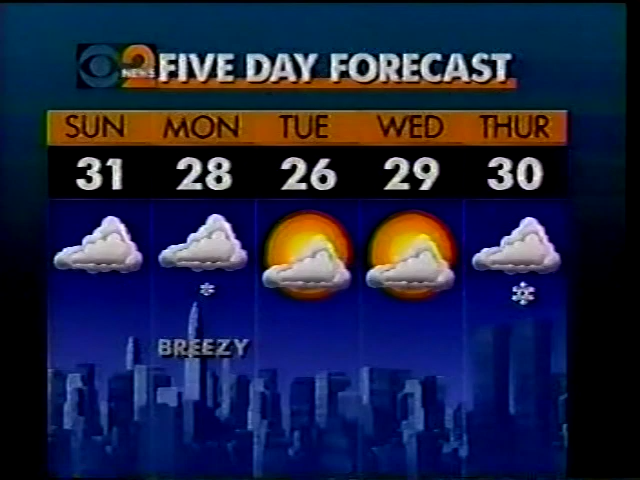 2 NEWS FIVE DAY FORECAST
SUN MON TUE WED THUR
31 28 26 29 30
BREEZY